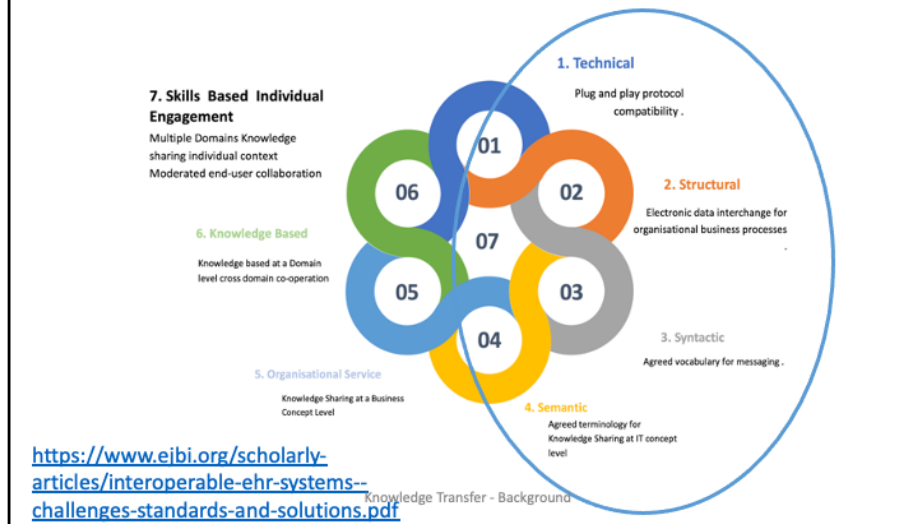 1. Technical
Plug and play protocol
compatibility .
7. Skills Based Individual
Engagement
Multiple Domains Knowledge
sharing individual context
Moderated end-user collaboration
01
06
02
2. Structural
Electronic data interchange for
organisational business processes
.
6. Knowledge Based
Knowledge based at a Domain
level cross domain co-operation
07
05
03
04
3. Syntactic
Agreed vocabulary for messaging .
5. Organisational Service
Knowledge Sharing at a Business
Concept Level
4. Semantic
Agreed terminology for
Knowledge Sharing at IT concept
level
https://www.ejbi.org/scholarly-
articles/interoperable-ehr-systems--
challenges-standards-and-solutions.pdf
Knowledge Transfer - Background